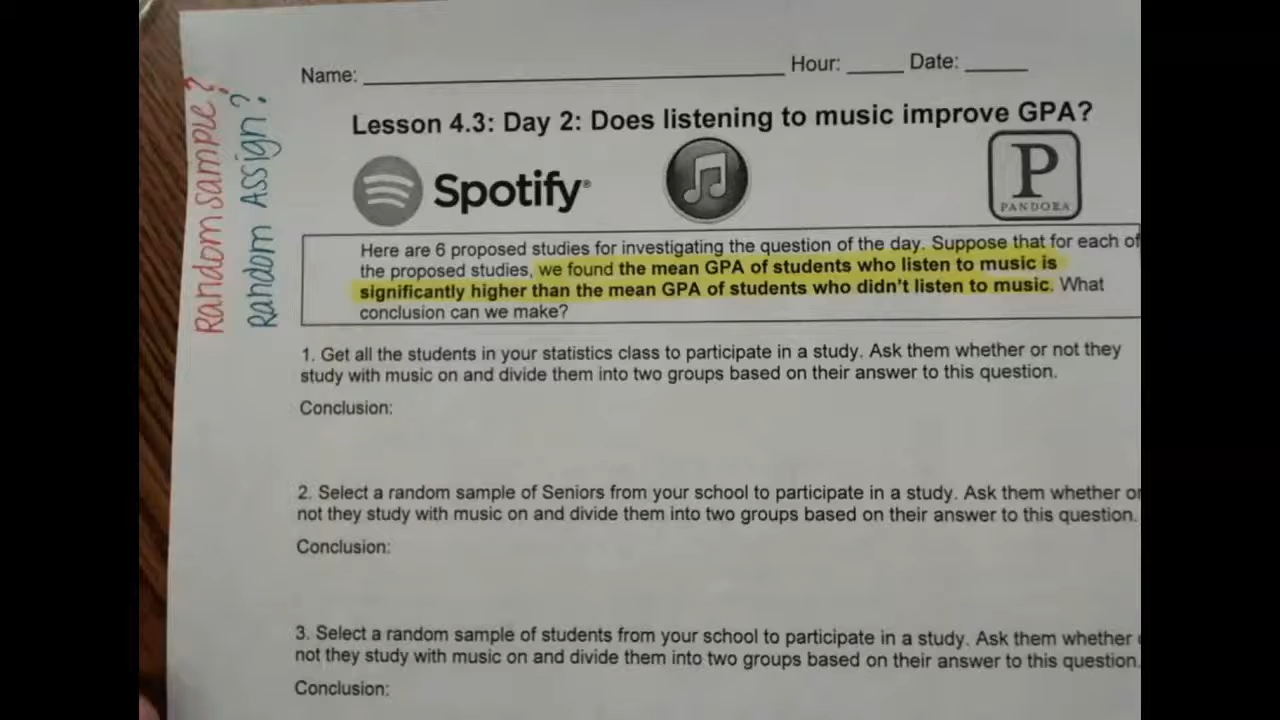 Random sample?
Random Assign?
Name: ____ Hour: ____ Date: ____
Lesson 4.3: Day 2: Does listening to music improve GPA?
Spotify®
P
PANDORA
Here are 6 proposed studies for investigating the question of the day. Suppose that for each of
the proposed studies, we found the mean GPA of students who listen to music is
significantly higher than the mean GPA of students who didn't listen to music. What
conclusion can we make?
1. Get all the students in your statistics class to participate in a study. Ask them whether or not they
study with music on and divide them into two groups based on their answer to this question.
Conclusion:
2. Select a random sample of Seniors from your school to participate in a study. Ask them whether or
not they study with music on and divide them into two groups based on their answer to this question.
Conclusion:
3. Select a random sample of students from your school to participate in a study. Ask them whether
not they study with music on and divide them into two groups based on their answer to this question.
Conclusion: